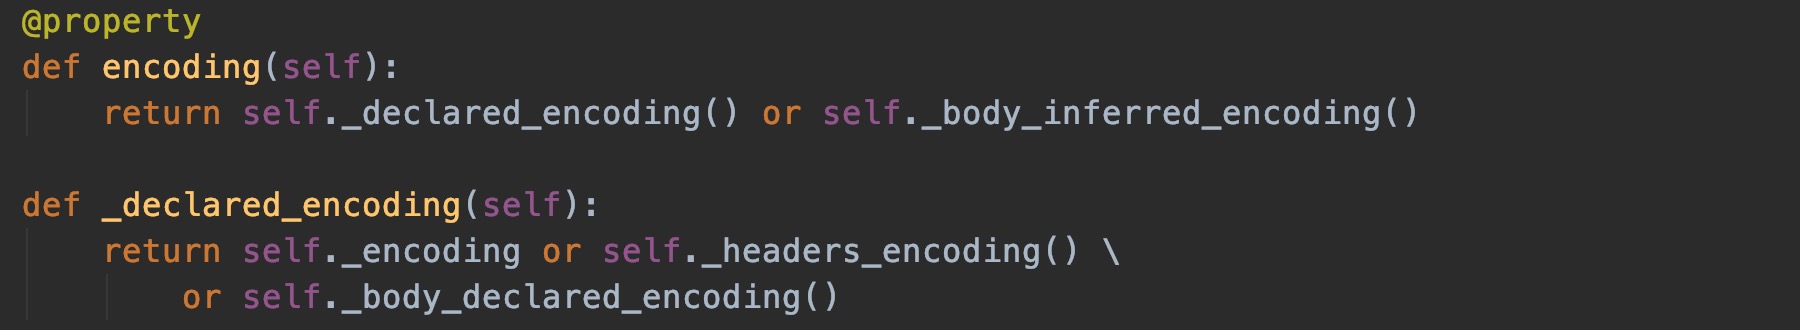 @property
def encoding(self):
    return self._declared_encoding() or self._body_inferred_encoding()

def _declared_encoding(self):
    return self._encoding or self._headers_encoding() \
        or self._body_declared_encoding()